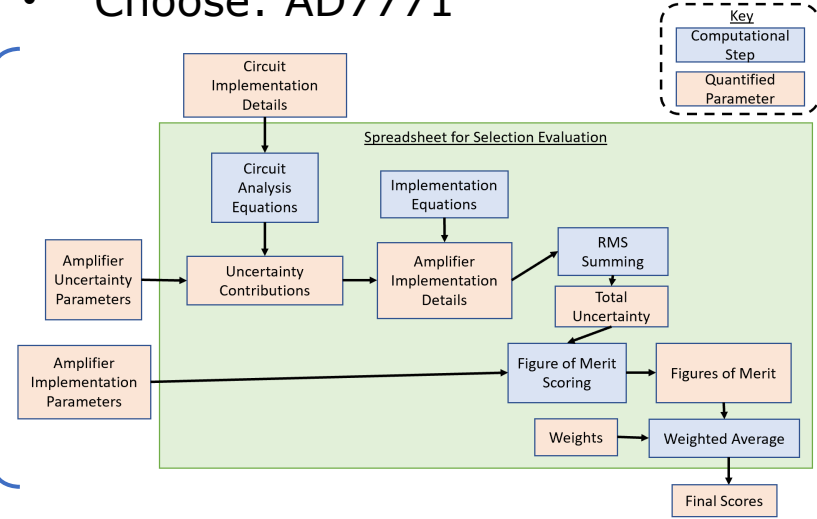 • Choose: AD7771
Key
Computational
Step
Quantified
Parameter
Circuit
Implementation
Details
Spreadsheet for Selection Evaluation
Circuit
Analysis
Equations
Implementation
Equations
RMS
Summing
Amplifier
Uncertainty
Parameters
Uncertainty
Contributions
Amplifier
Implementation
Details
Total
Uncertainty
Amplifier
Implementation
Parameters
Figure of Merit
Scoring
Figures of Merit
Weights
Weighted Average
Final Scores